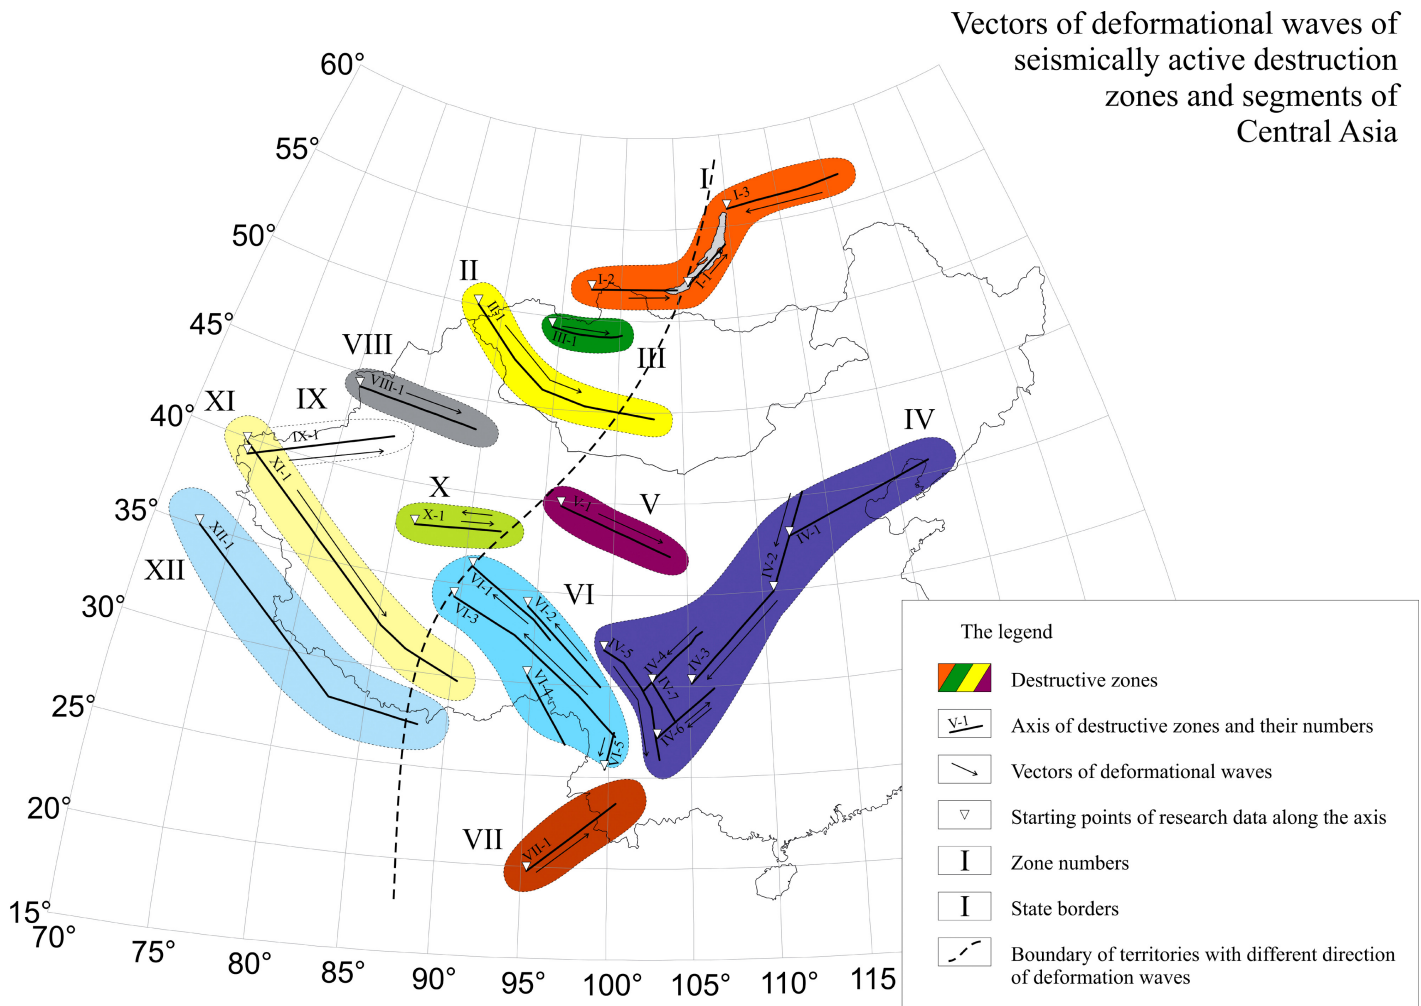 Vectors of deformational waves of
seismically active destruction
zones and segments of
Central Asia
60°
55°
50°
45°
40°
35°
30°
25°
20°
15°
70°
75°
80°
85°
90°
95°
100°
105°
110°
115
I
I-3
I-2
I-1
II
II-1
III-1
III
VIII
VIII-1
XI
IX
IX-1
XI-1
IV
X
X-1
V-1
V
XII-1
XII
IV-1
IV-2
VI
VI-1
VI-2
VI-3
VI-4
VI-5
IV-5
IV-4
IV-3
IV-7
IV-6
VII
VII-1
The legend
Destructive zones
V-1
Axis of destructive zones and their numbers
Vectors of deformational waves
Starting points of research data along the axis
I
Zone numbers
I
State borders
Boundary of territories with different direction
of deformation waves